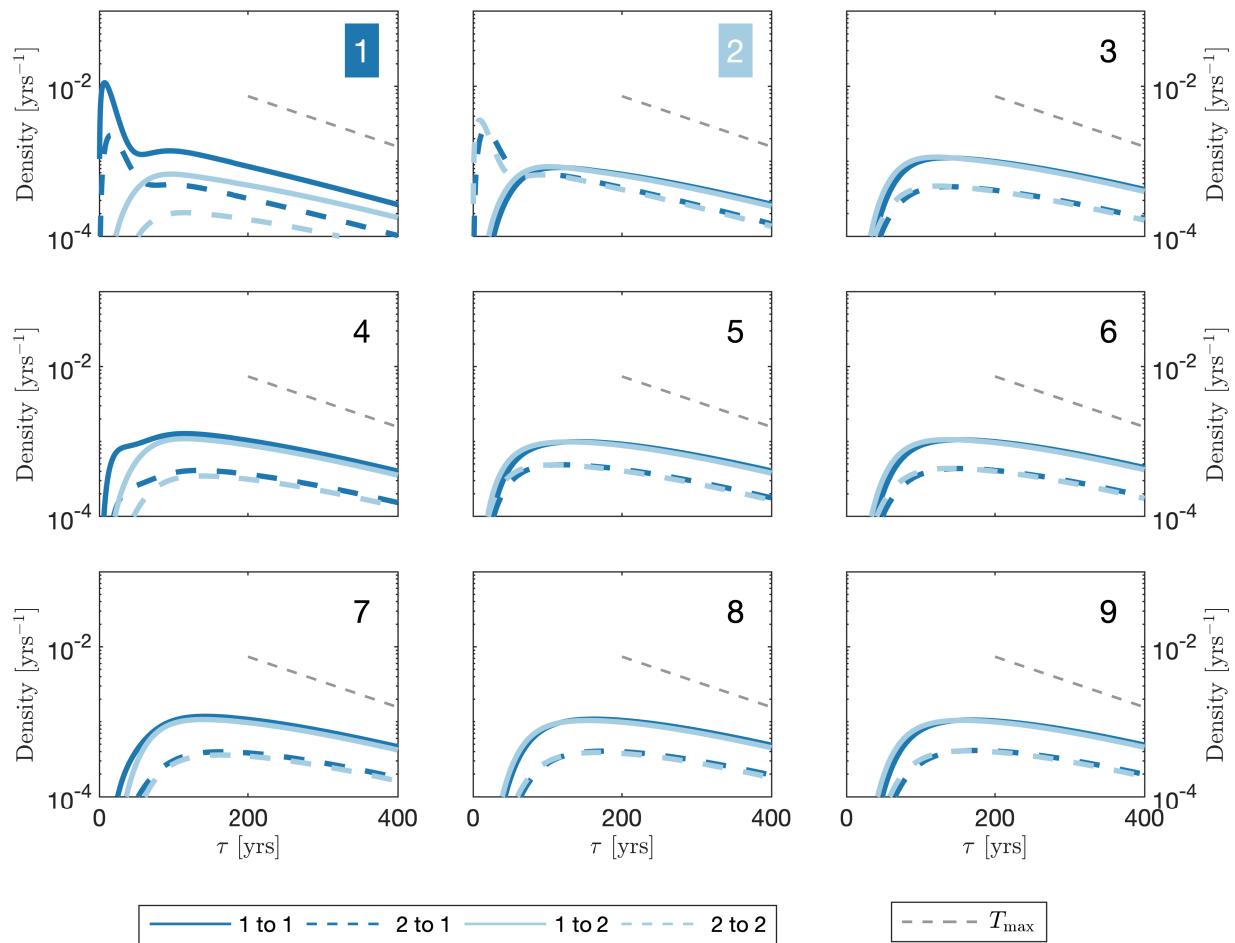 1
2
3
Density [yrs⁻¹]
10⁻²
10⁻⁴
10⁻²
10⁻⁴
Density [yrs⁻¹]
4
5
6
Density [yrs⁻¹]
10⁻²
10⁻⁴
10⁻²
10⁻⁴
Density [yrs⁻¹]
7
8
9
Density [yrs⁻¹]
10⁻²
10⁻⁴
10⁻²
10⁻⁴
Density [yrs⁻¹]
0 200 400 0 200 400 0 200 400
τ [yrs] τ [yrs] τ [yrs]
1 to 1 2 to 1 1 to 2 2 to 2 T_max